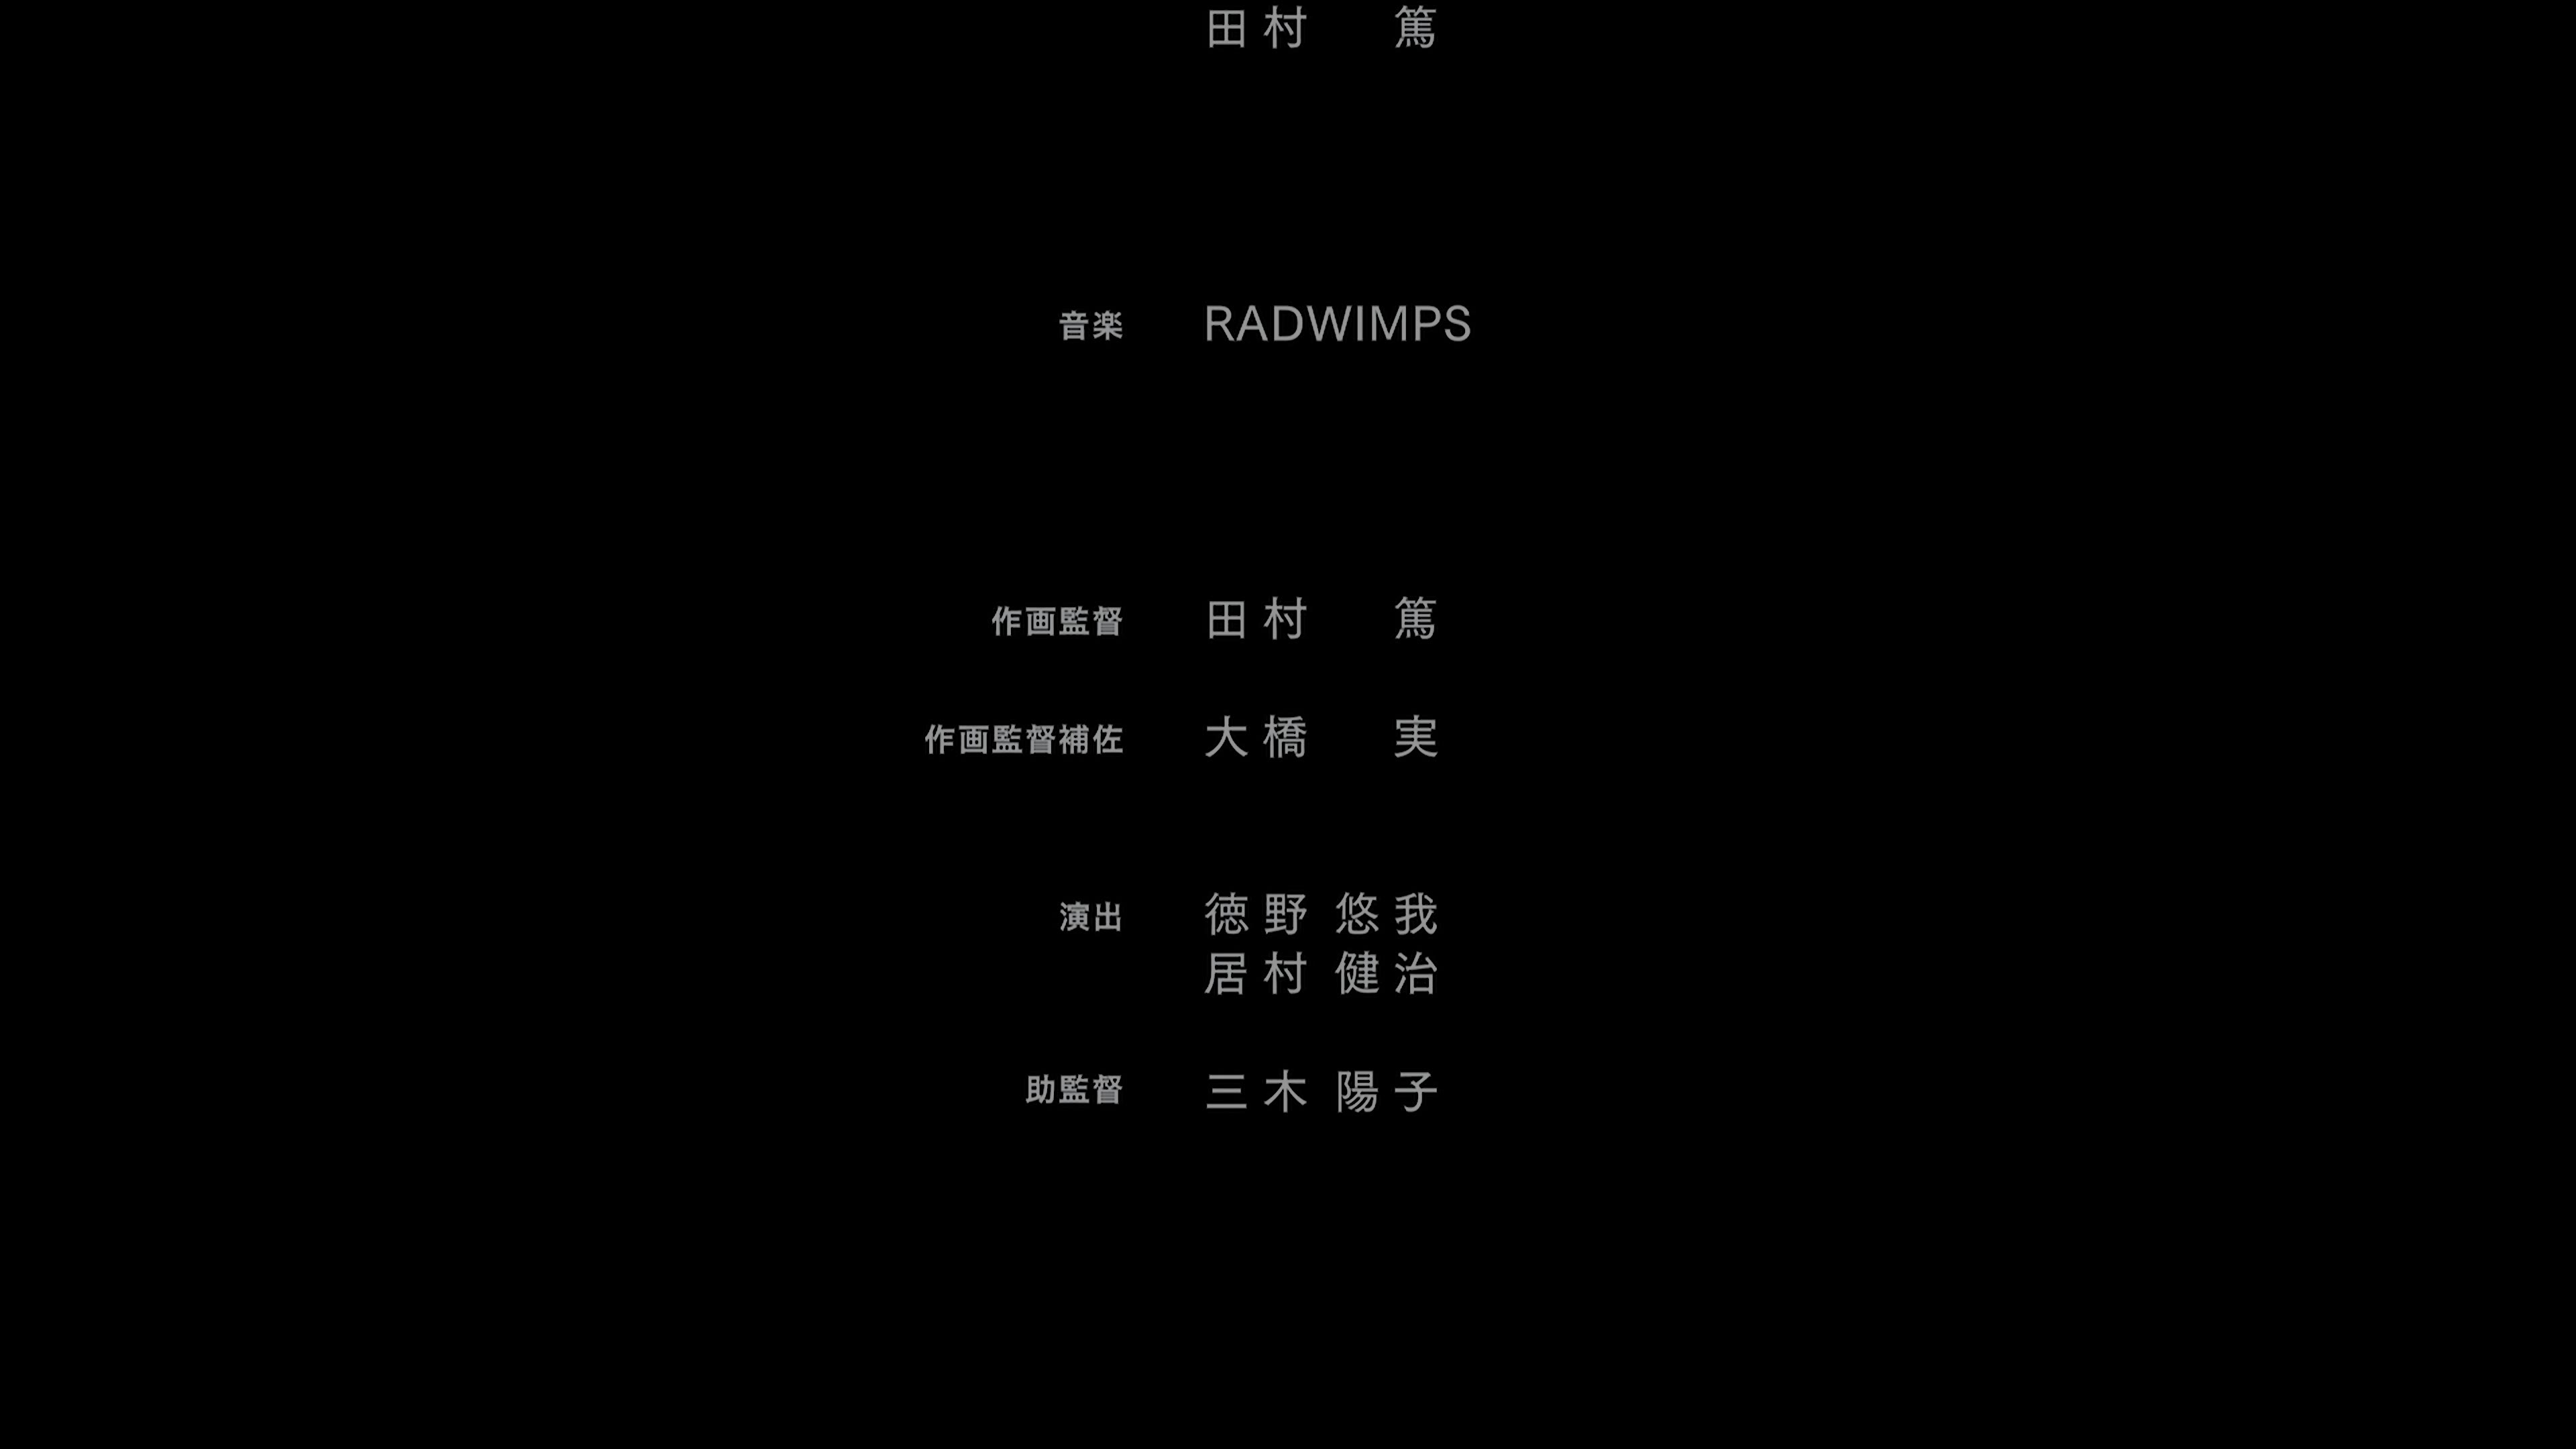 田村 篤
音楽 RADWIMPS
作画監督 田村 篤
作画監督補佐 大橋 実
演出 徳野 悠我
居村 健治
助監督 三木 陽子